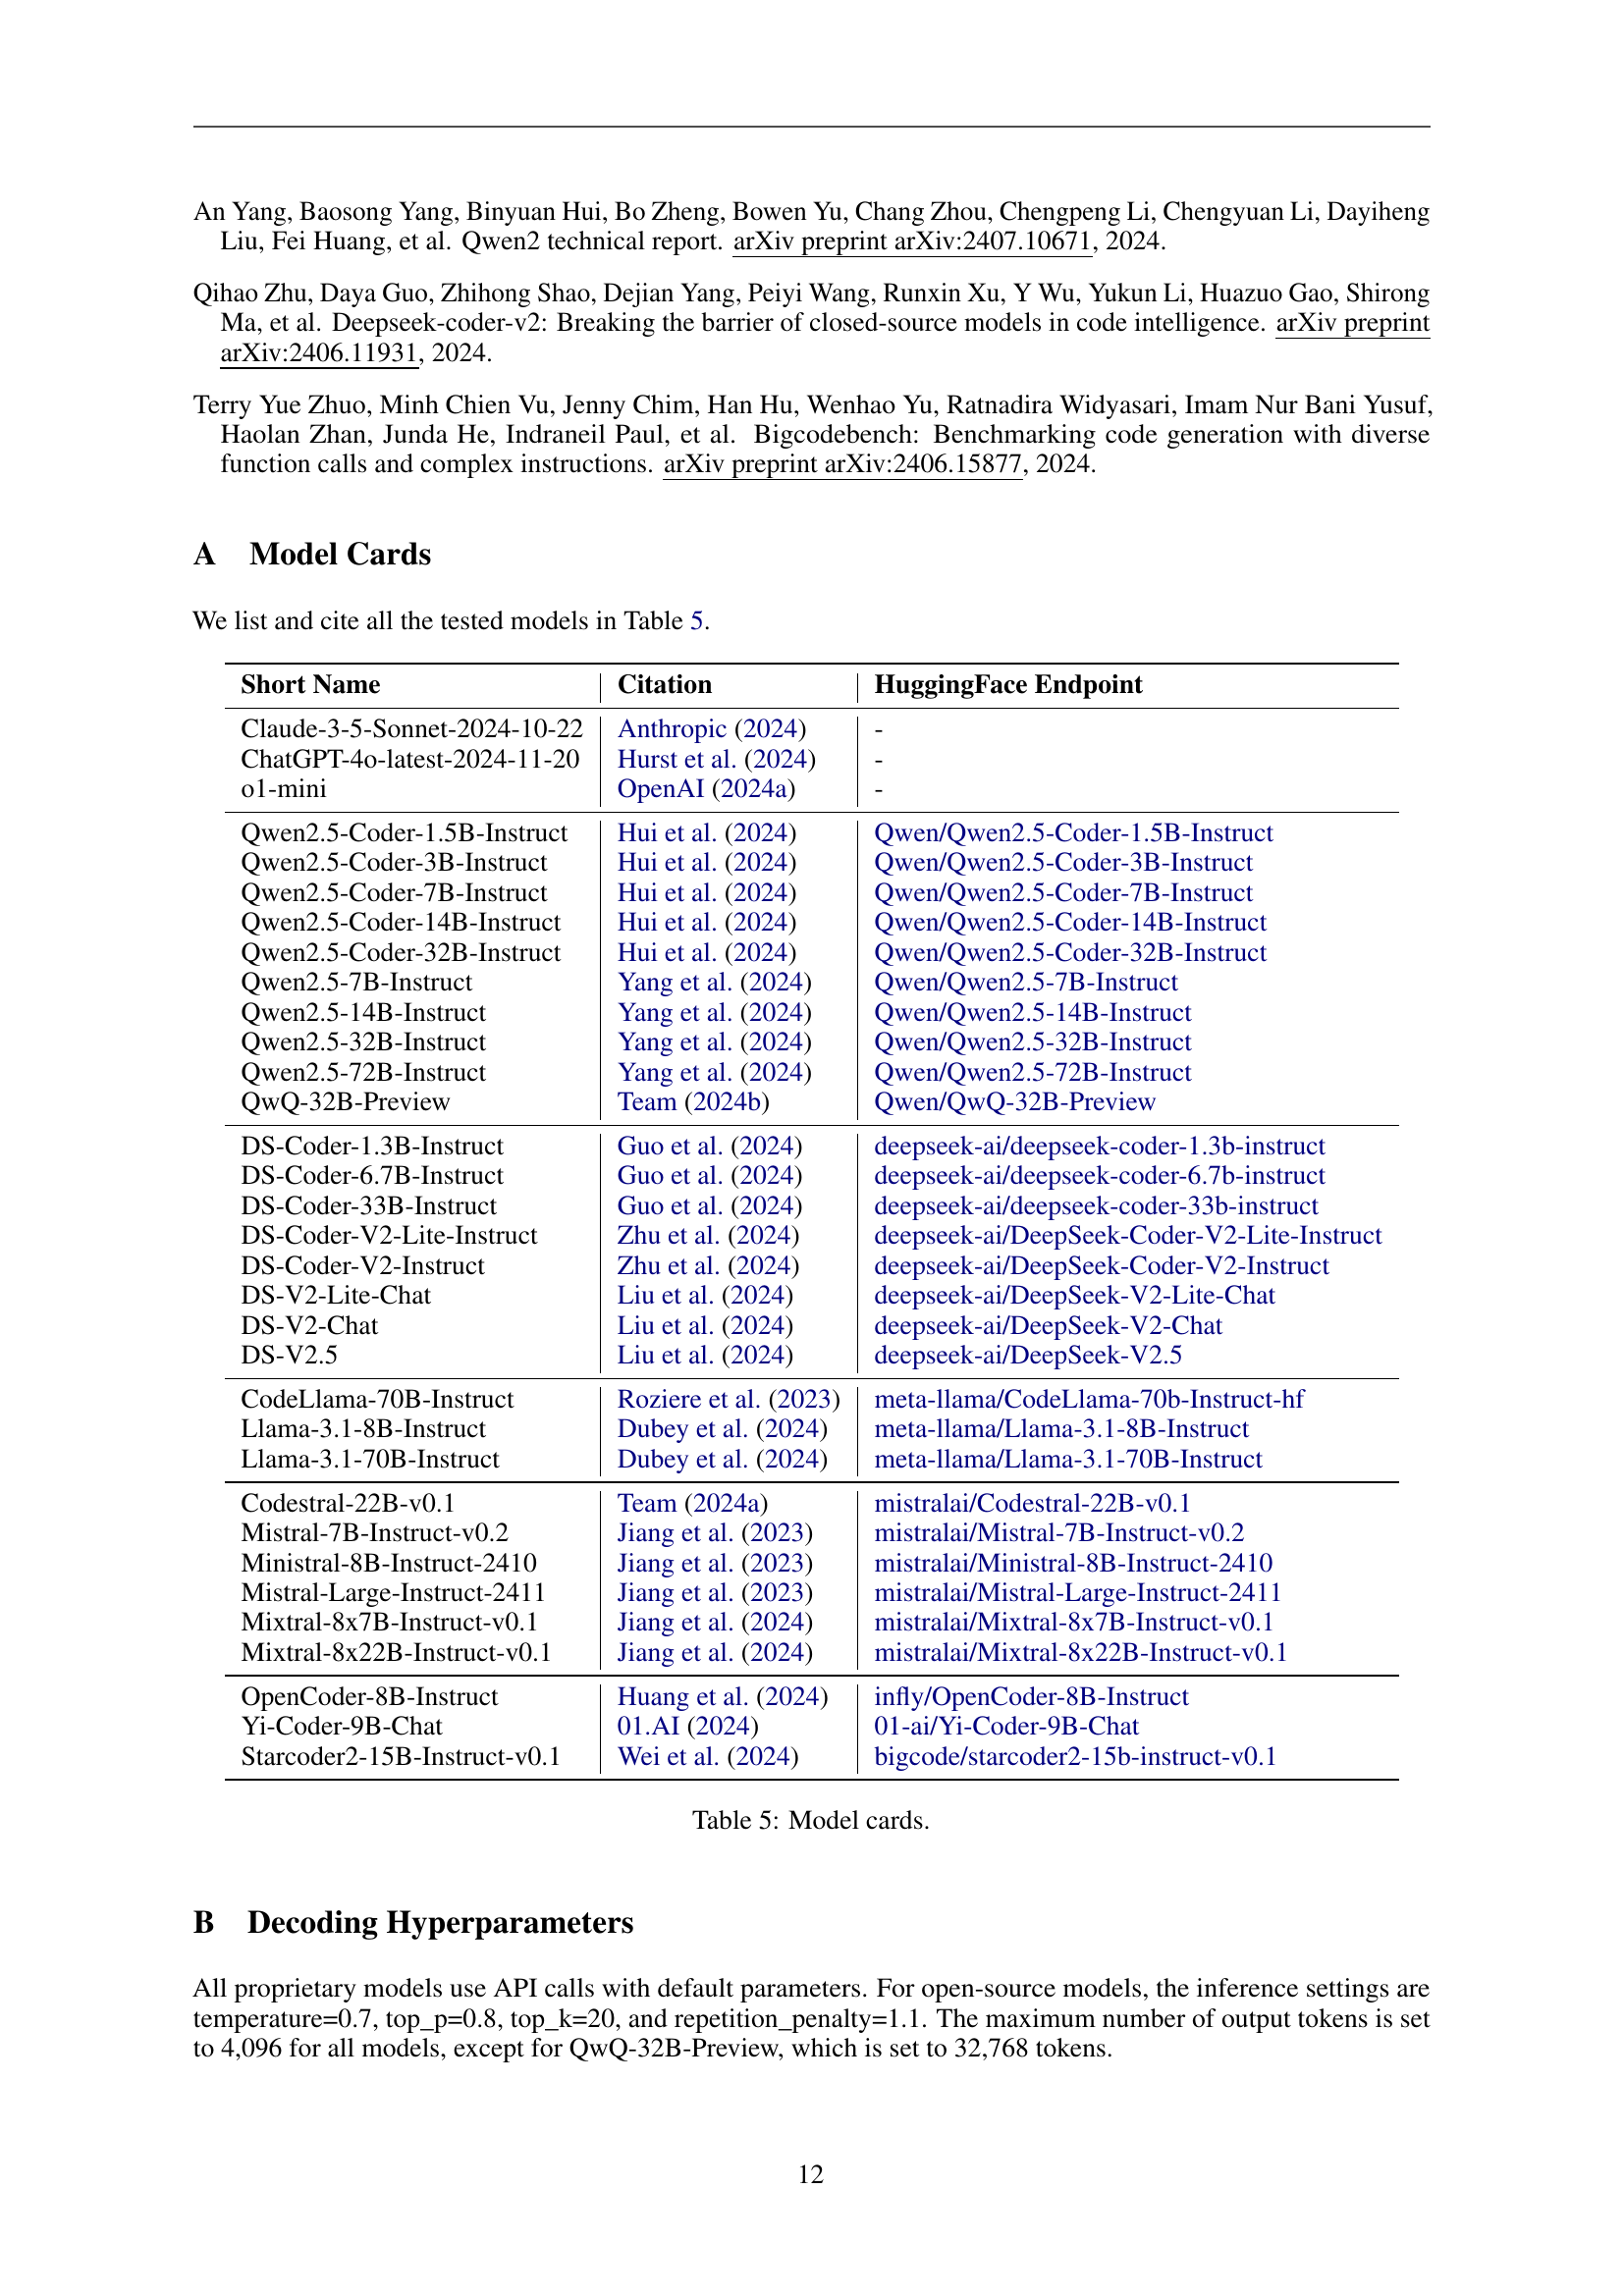 An Yang, Baosong Yang, Binyuan Hui, Bo Zheng, Bowen Yu, Chang Zhou, Chengpeng Li, Chengyuan Li, Dayiheng
Liu, Fei Huang, et al. Qwen2 technical report. arXiv preprint arXiv:2407.10671, 2024.
Qihao Zhu, Daya Guo, Zhihong Shao, Dejian Yang, Peiyi Wang, Runxin Xu, Y Wu, Yukun Li, Huazuo Gao, Shirong
Ma, et al. Deepseek-coder-v2: Breaking the barrier of closed-source models in code intelligence. arXiv preprint
arXiv:2406.11931, 2024.
Terry Yue Zhuo, Minh Chien Vu, Jenny Chim, Han Hu, Wenhao Yu, Ratnadira Widyasari, Imam Nur Bani Yusuf,
Haolan Zhan, Junda He, Indraneil Paul, et al. Bigcodebench: Benchmarking code generation with diverse
function calls and complex instructions. arXiv preprint arXiv:2406.15877, 2024.
A Model Cards
We list and cite all the tested models in Table 5.
Short Name Citation HuggingFace Endpoint
Claude-3-5-Sonnet-2024-10-22 Anthropic (2024) -
ChatGPT-4o-latest-2024-11-20 Hurst et al. (2024) -
o1-mini OpenAI (2024a) -
Qwen2.5-Coder-1.5B-Instruct Hui et al. (2024) Qwen/Qwen2.5-Coder-1.5B-Instruct
Qwen2.5-Coder-3B-Instruct Hui et al. (2024) Qwen/Qwen2.5-Coder-3B-Instruct
Qwen2.5-Coder-7B-Instruct Hui et al. (2024) Qwen/Qwen2.5-Coder-7B-Instruct
Qwen2.5-Coder-14B-Instruct Hui et al. (2024) Qwen/Qwen2.5-Coder-14B-Instruct
Qwen2.5-Coder-32B-Instruct Hui et al. (2024) Qwen/Qwen2.5-Coder-32B-Instruct
Qwen2.5-7B-Instruct Yang et al. (2024) Qwen/Qwen2.5-7B-Instruct
Qwen2.5-14B-Instruct Yang et al. (2024) Qwen/Qwen2.5-14B-Instruct
Qwen2.5-32B-Instruct Yang et al. (2024) Qwen/Qwen2.5-32B-Instruct
Qwen2.5-72B-Instruct Yang et al. (2024) Qwen/Qwen2.5-72B-Instruct
QwQ-32B-Preview Team (2024b) Qwen/QwQ-32B-Preview
DS-Coder-1.3B-Instruct Guo et al. (2024) deepseek-ai/deepseek-coder-1.3b-instruct
DS-Coder-6.7B-Instruct Guo et al. (2024) deepseek-ai/deepseek-coder-6.7b-instruct
DS-Coder-33B-Instruct Guo et al. (2024) deepseek-ai/deepseek-coder-33b-instruct
DS-Coder-V2-Lite-Instruct Zhu et al. (2024) deepseek-ai/DeepSeek-Coder-V2-Lite-Instruct
DS-Coder-V2-Instruct Zhu et al. (2024) deepseek-ai/DeepSeek-Coder-V2-Instruct
DS-V2-Lite-Chat Liu et al. (2024) deepseek-ai/DeepSeek-V2-Lite-Chat
DS-V2-Chat Liu et al. (2024) deepseek-ai/DeepSeek-V2-Chat
DS-V2.5 Liu et al. (2024) deepseek-ai/DeepSeek-V2.5
CodeLlama-70B-Instruct Roziere et al. (2023) meta-llama/CodeLlama-70b-Instruct-hf
Llama-3.1-8B-Instruct Dubey et al. (2024) meta-llama/Llama-3.1-8B-Instruct
Llama-3.1-70B-Instruct Dubey et al. (2024) meta-llama/Llama-3.1-70B-Instruct
Codestral-22B-v0.1 Team (2024a) mistralai/Codestral-22B-v0.1
Mistral-7B-Instruct-v0.2 Jiang et al. (2023) mistralai/Mistral-7B-Instruct-v0.2
Ministral-8B-Instruct-2410 Jiang et al. (2023) mistralai/Ministral-8B-Instruct-2410
Mistral-Large-Instruct-2411 Jiang et al. (2023) mistralai/Mistral-Large-Instruct-2411
Mixtral-8x7B-Instruct-v0.1 Jiang et al. (2024) mistralai/Mixtral-8x7B-Instruct-v0.1
Mixtral-8x22B-Instruct-v0.1 Jiang et al. (2024) mistralai/Mixtral-8x22B-Instruct-v0.1
OpenCoder-8B-Instruct Huang et al. (2024) infly/OpenCoder-8B-Instruct
Yi-Coder-9B-Chat 01.AI (2024) 01-ai/Yi-Coder-9B-Chat
Starcoder2-15B-Instruct-v0.1 Wei et al. (2024) bigcode/starcoder2-15b-instruct-v0.1
Table 5: Model cards.
B Decoding Hyperparameters
All proprietary models use API calls with default parameters. For open-source models, the inference settings are
temperature=0.7, top_p=0.8, top_k=20, and repetition_penalty=1.1. The maximum number of output tokens is set
to 4,096 for all models, except for QwQ-32B-Preview, which is set to 32,768 tokens.
12